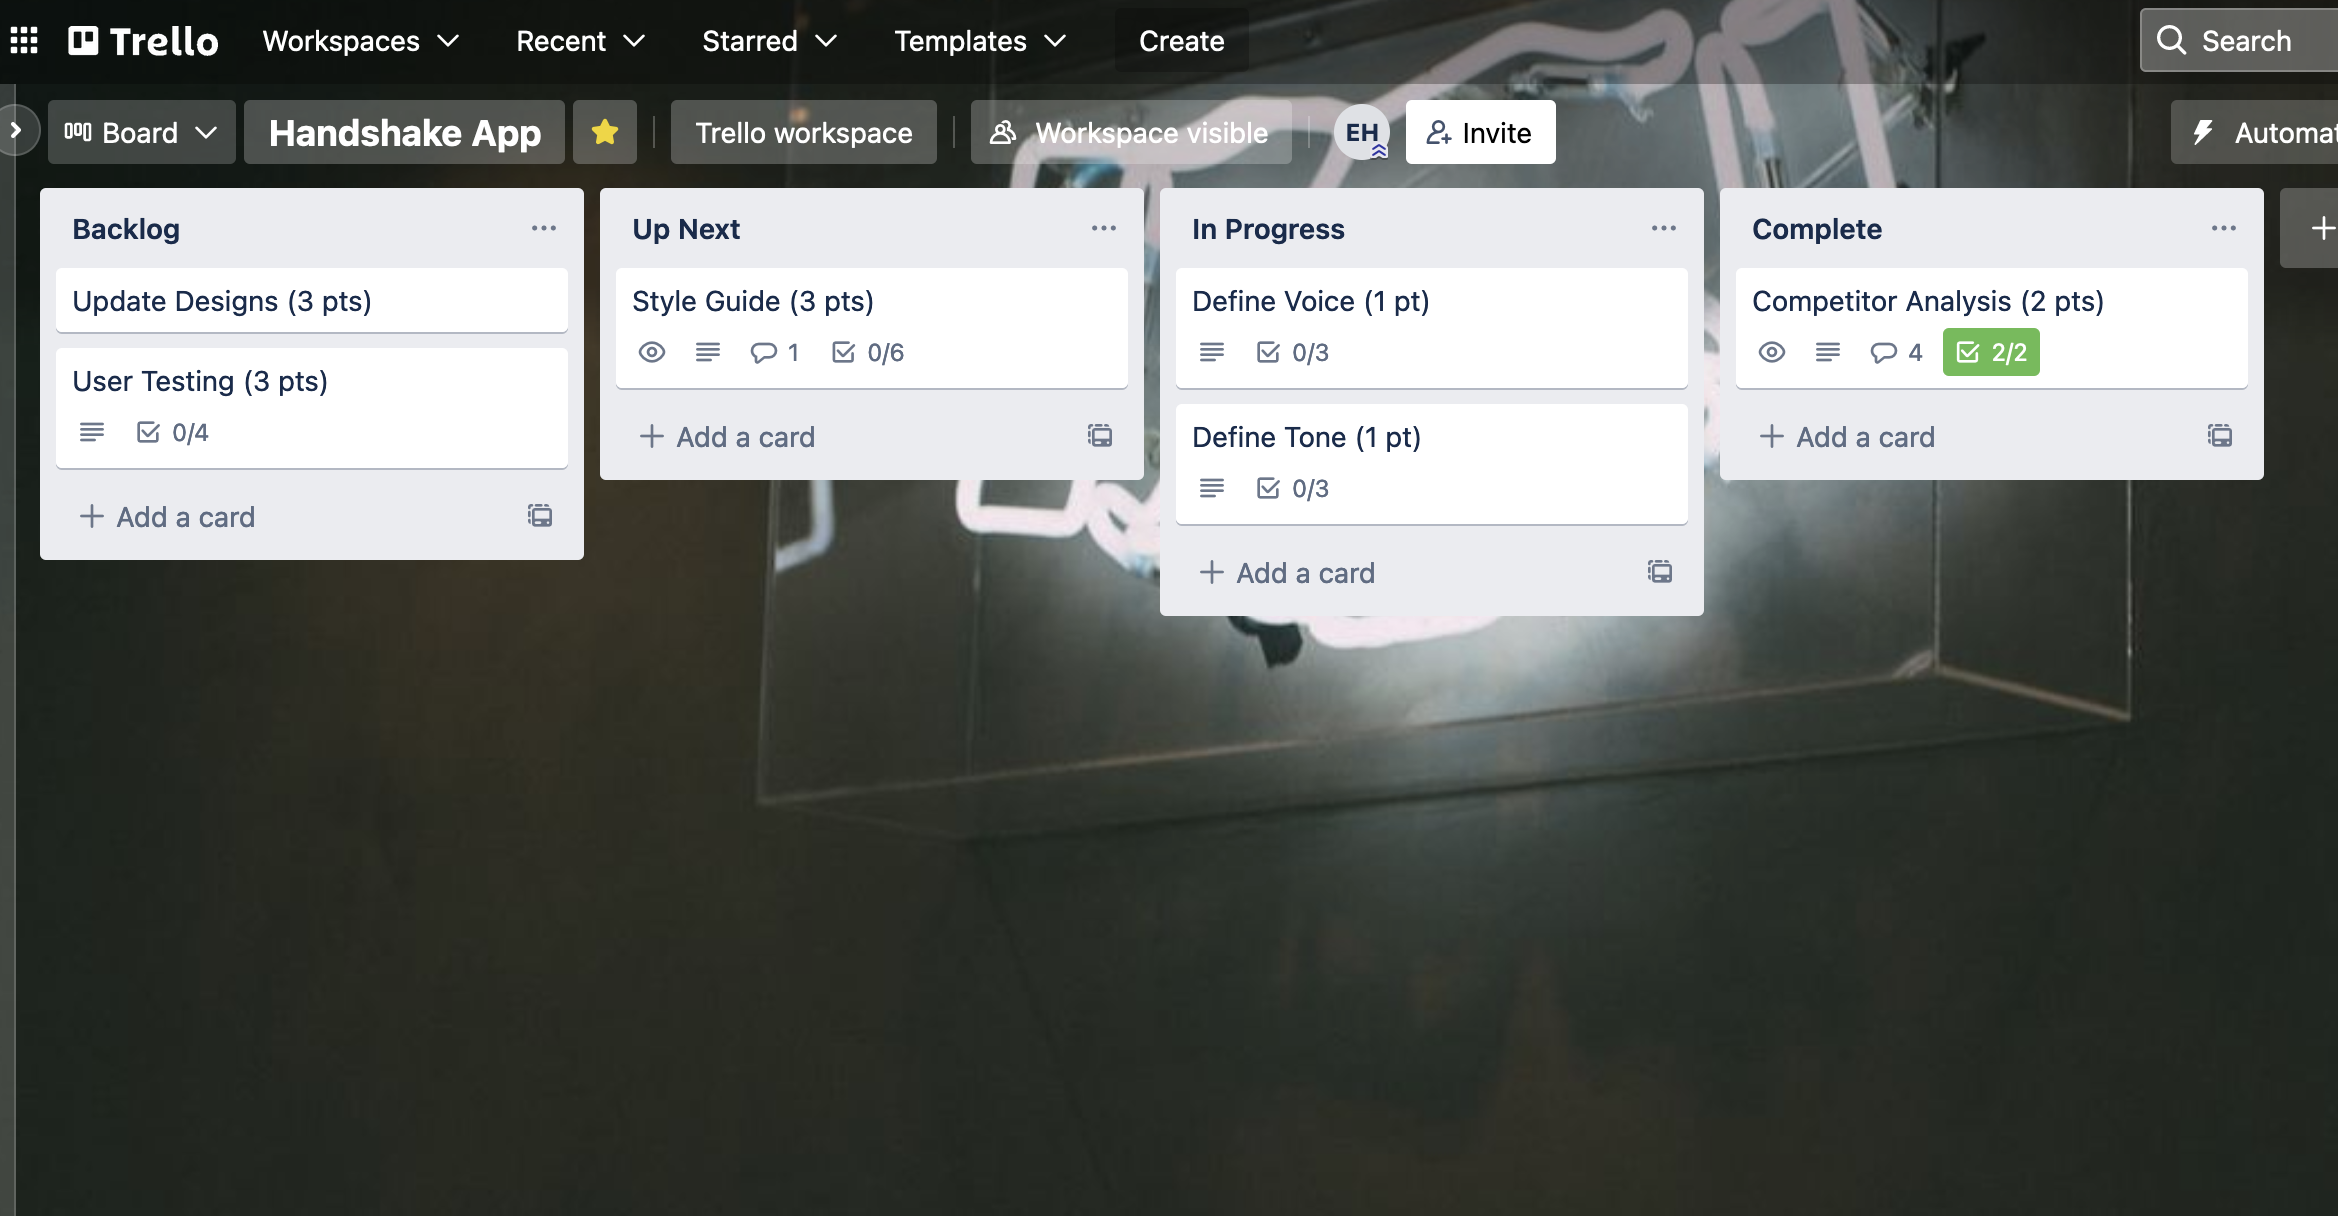 Trello Workspaces Recent Starred Templates Create Search
Board Handshake App Trello workspace Workspace visible EH Invite Automat
Backlog
Update Designs (3 pts)
User Testing (3 pts)
0/4
+ Add a card
Up Next
Style Guide (3 pts)
1 0/6
+ Add a card
In Progress
Define Voice (1 pt)
0/3
Define Tone (1 pt)
0/3
+ Add a card
Complete
Competitor Analysis (2 pts)
4 2/2
+ Add a card
+